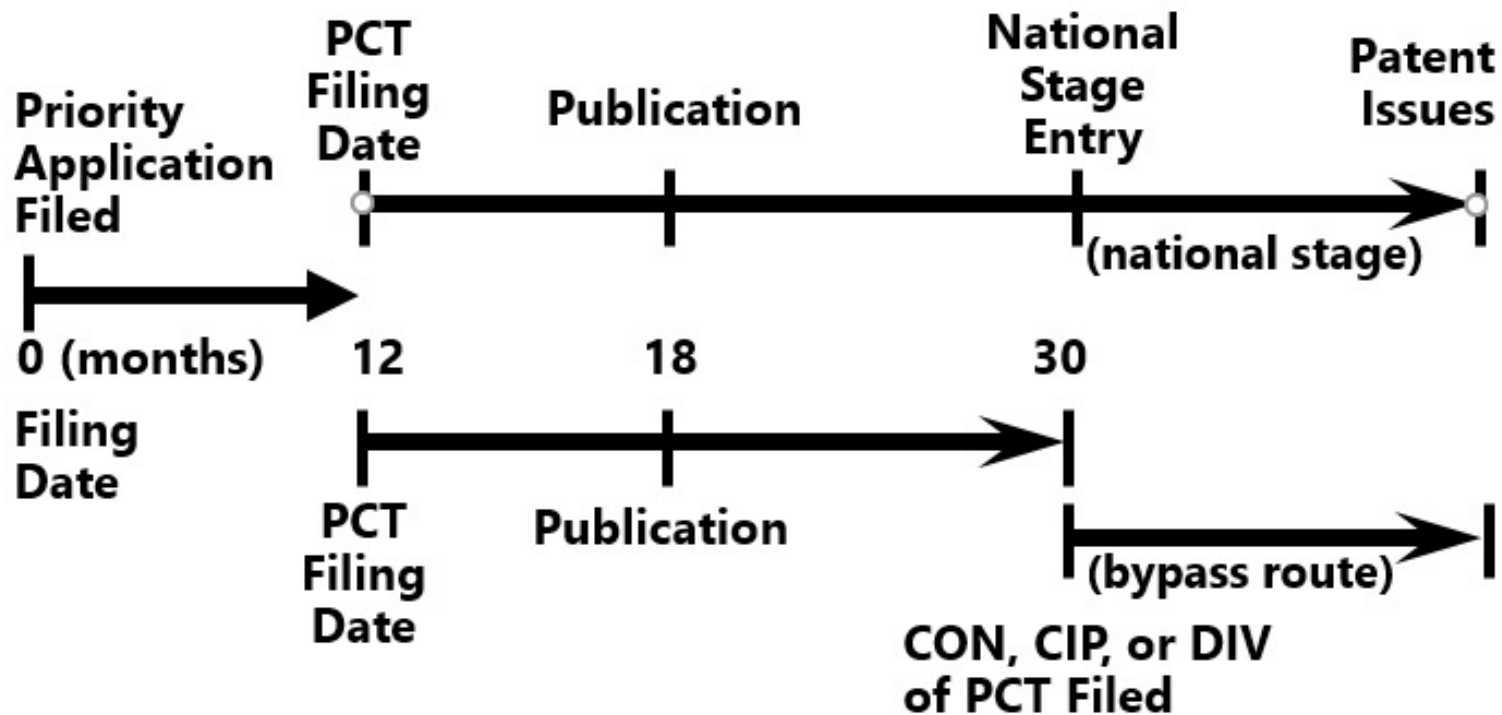 Priority
Application
Filed
PCT
Filing
Date
Publication
National
Stage
Entry
Patent
Issues
(national stage)
0 (months)
12
18
30
Filing
Date
PCT
Filing
Date
Publication
(bypass route)
CON, CIP, or DIV
of PCT Filed